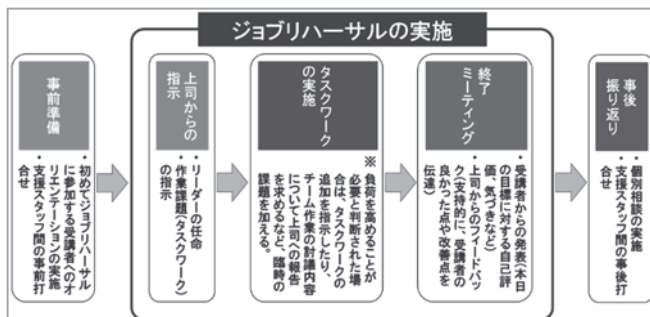 ジョブリハーサルの実施
事前準備
・初めてジョブリハーサル
に参加する受講者へのオ
リエンテーションの実施
・支援スタッフ間の事前打
合せ
上司からの
指示
・リーダーの任命
・作業課題（タスクワーク）
の指示
タスクワーク
の実施
※負荷を高めることが
必要と判断された場
合は、タスクワークの
追加を指示したり、
チーム作業の討議内容
について上司への報告
を求めるなど、臨時の
課題を加える。
終了
ミーティング
・受講者からの発表（本日
の目標に対する自己評
価、気づきなど）
・上司からのフィードバッ
ク（支持的に、受講者の
良かった点や改善点を
伝達）
事後
振り返り
・個別相談の実施
・支援スタッフ間の事後打
合せ